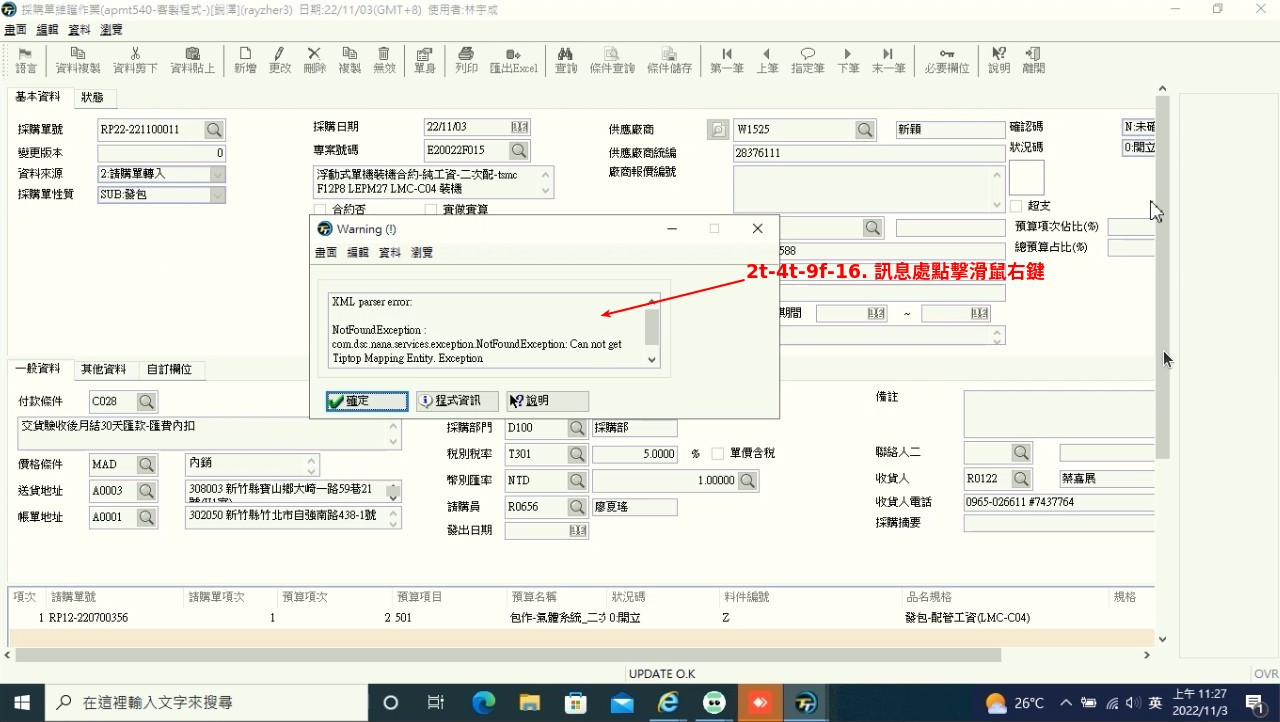 採購單維護作業(apmt540-客製程式-)[銳澤](rayzher3) 日期:22/11/03(GMT+8) 使用者:林宇成
畫面 編輯 資料 瀏覽
語言 資料複製 資料剪下 資料貼上 新增 更改 刪除 複製 無效 單身 列印 匯出Excel 查詢 條件查詢 條件儲存 第一筆 上筆 指定筆 下筆 末一筆 必要欄位 說明 離開
基本資料 狀態
採購單號 RP22-221100011 採購日期 22/11/03 供應廠商 W1525 新穎 確認碼 N:未確
變更版本 0 專案號碼 E20022F015 供應廠商統編 28376111 狀況碼 0:開立
資料來源 2:請購單轉入 浮動式單機裝機合約-純工資-二次配-tsmc 廠商報價編號
採購單性質 SUB:發包 F12P8 LEPM27 LMC-C04 裝機
合約否 實做實算 超支
預算項次佔比(%)
588 總預算占比(%)
期間 ~
Warning (!)
畫面 編輯 資料 瀏覽
2t-4t-9f-16. 訊息處點擊滑鼠右鍵
XML parser error:
NotFoundException :
com.dsc.nana.services.exception.NotFoundException: Can not get
Tiptop Mapping Entity. Exception
確定 程式資訊 說明
一般資料 其他資料 自訂欄位
付款條件 C028 備註
交貨驗收後月結30天匯款-匯費內扣 採購部門 D100 採購部
價格條件 MAD 內銷 稅別稅率 T301 5.0000 % 單價含稅 聯絡人二
送貨地址 A0003 308003 新竹縣寶山鄉大崎一路59巷21 幣別匯率 NTD 1.00000 收貨人 R0122 蔡嘉展
帳單地址 A0001 302050 新竹縣竹北市自強南路438-1號 請購員 R0656 廖夏瑤 收貨人電話 0965-026611 #7437764
發出日期 採購摘要
項次 請購單號 請購單項次 預算項次 預算項目 預算名稱 狀況碼 料件編號 品名規格 規格
1 RP12-220700356 1 2 501 包作-氣體系統_二次 0:開立 Z 發包-配管工資(LMC-C04)
UPDATE O.K OVR
在這裡輸入文字來搜尋 26°C 英 上午 11:27
2022/11/3 1